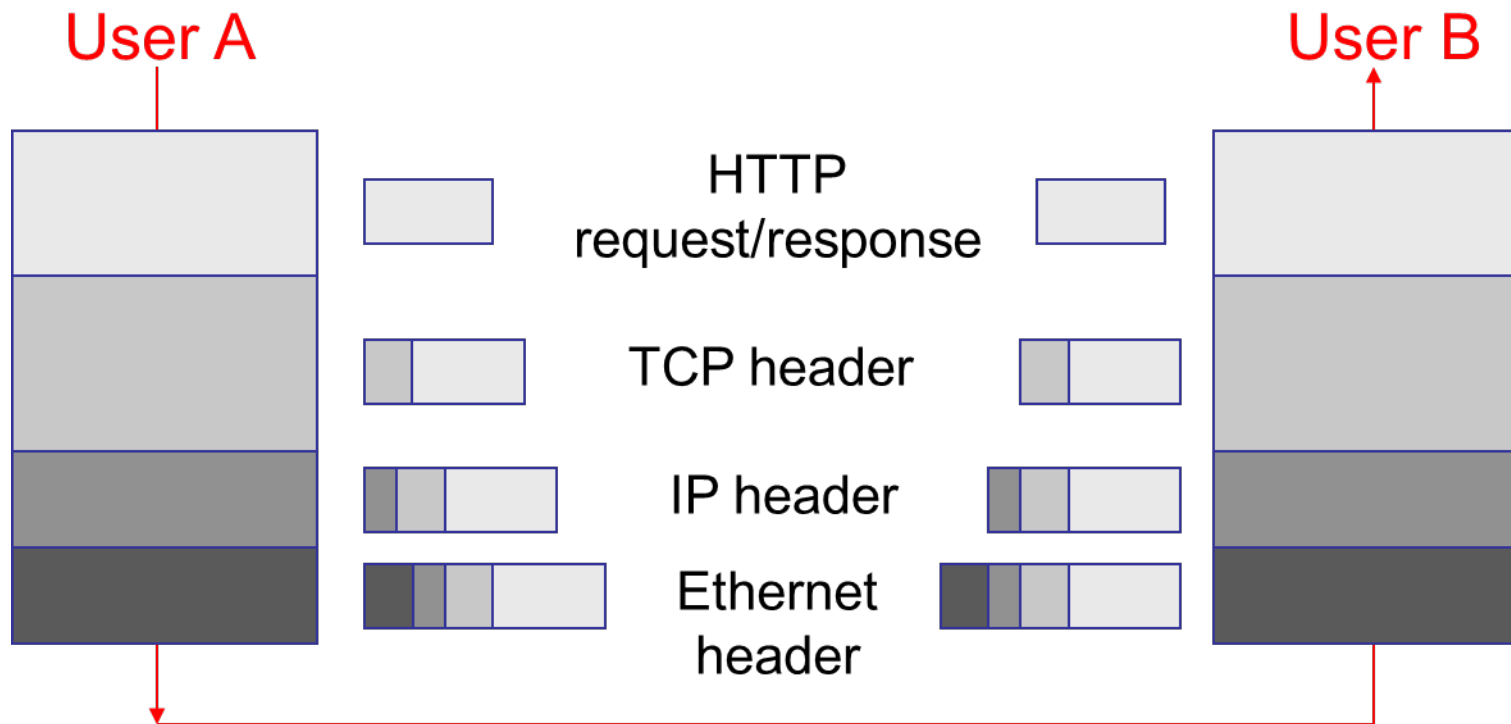 User A
User B
HTTP
request/response
TCP header
IP header
Ethernet
header